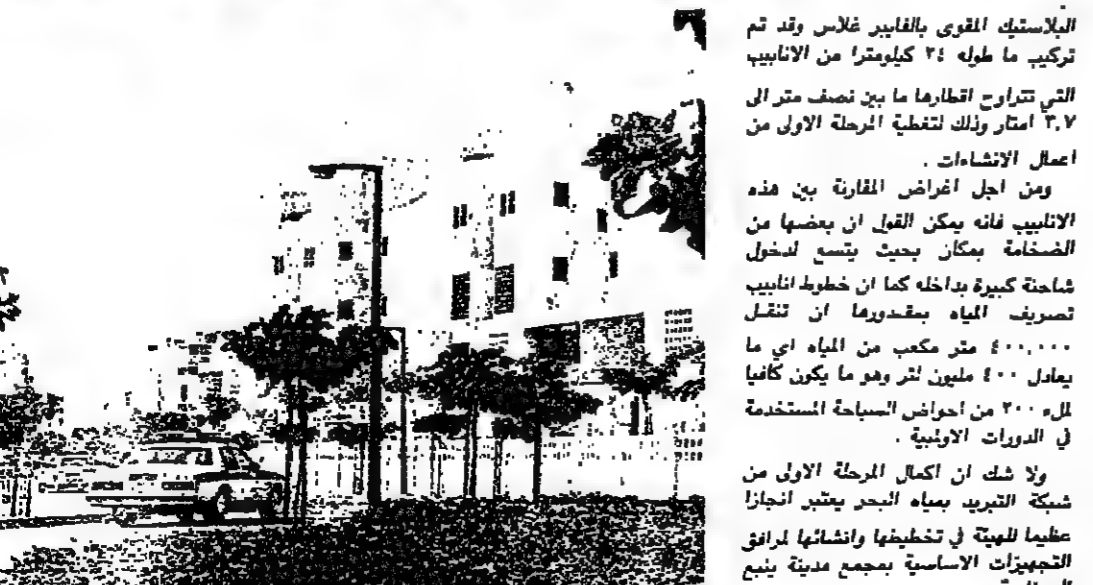 البلاستيك المقوى بالفايبر غلاس وقد تم
تركيب ما طوله ٢٤ كيلومترا من الانابيب
التي تتراوح اقطارها ما بين نصف متر الى
٣,٧ امتار وذلك لتغطية المرحلة الاولى من
اعمال الانشاءات .
ومن اجل اغراض المقارنة بين هذه
الانابيب فانه يمكن القول ان بعضها من
الضخامة بمكان بحيث يتسع لدخول
شاحنة كبيرة بداخله كما ان خطوط انابيب
تصريف المياه بمقدورها ان تنقل
٤٠٠,٠٠٠ متر مكعب من المياه اي ما
يعادل ٤٠٠ مليون لتر وهو ما يكون كافيا
لملء ٢٠٠ من احواض السباحة المستخدمة
في الدورات الاولمبية .
ولا شك ان اكمال المرحلة الاولى من
شبكة التبريد بمياه البحر يعتبر انجازا
عظيما للهيئة في تخطيطها وانشائها لمرافق
التجهيزات الاساسية بمجمع مدينة ينبع